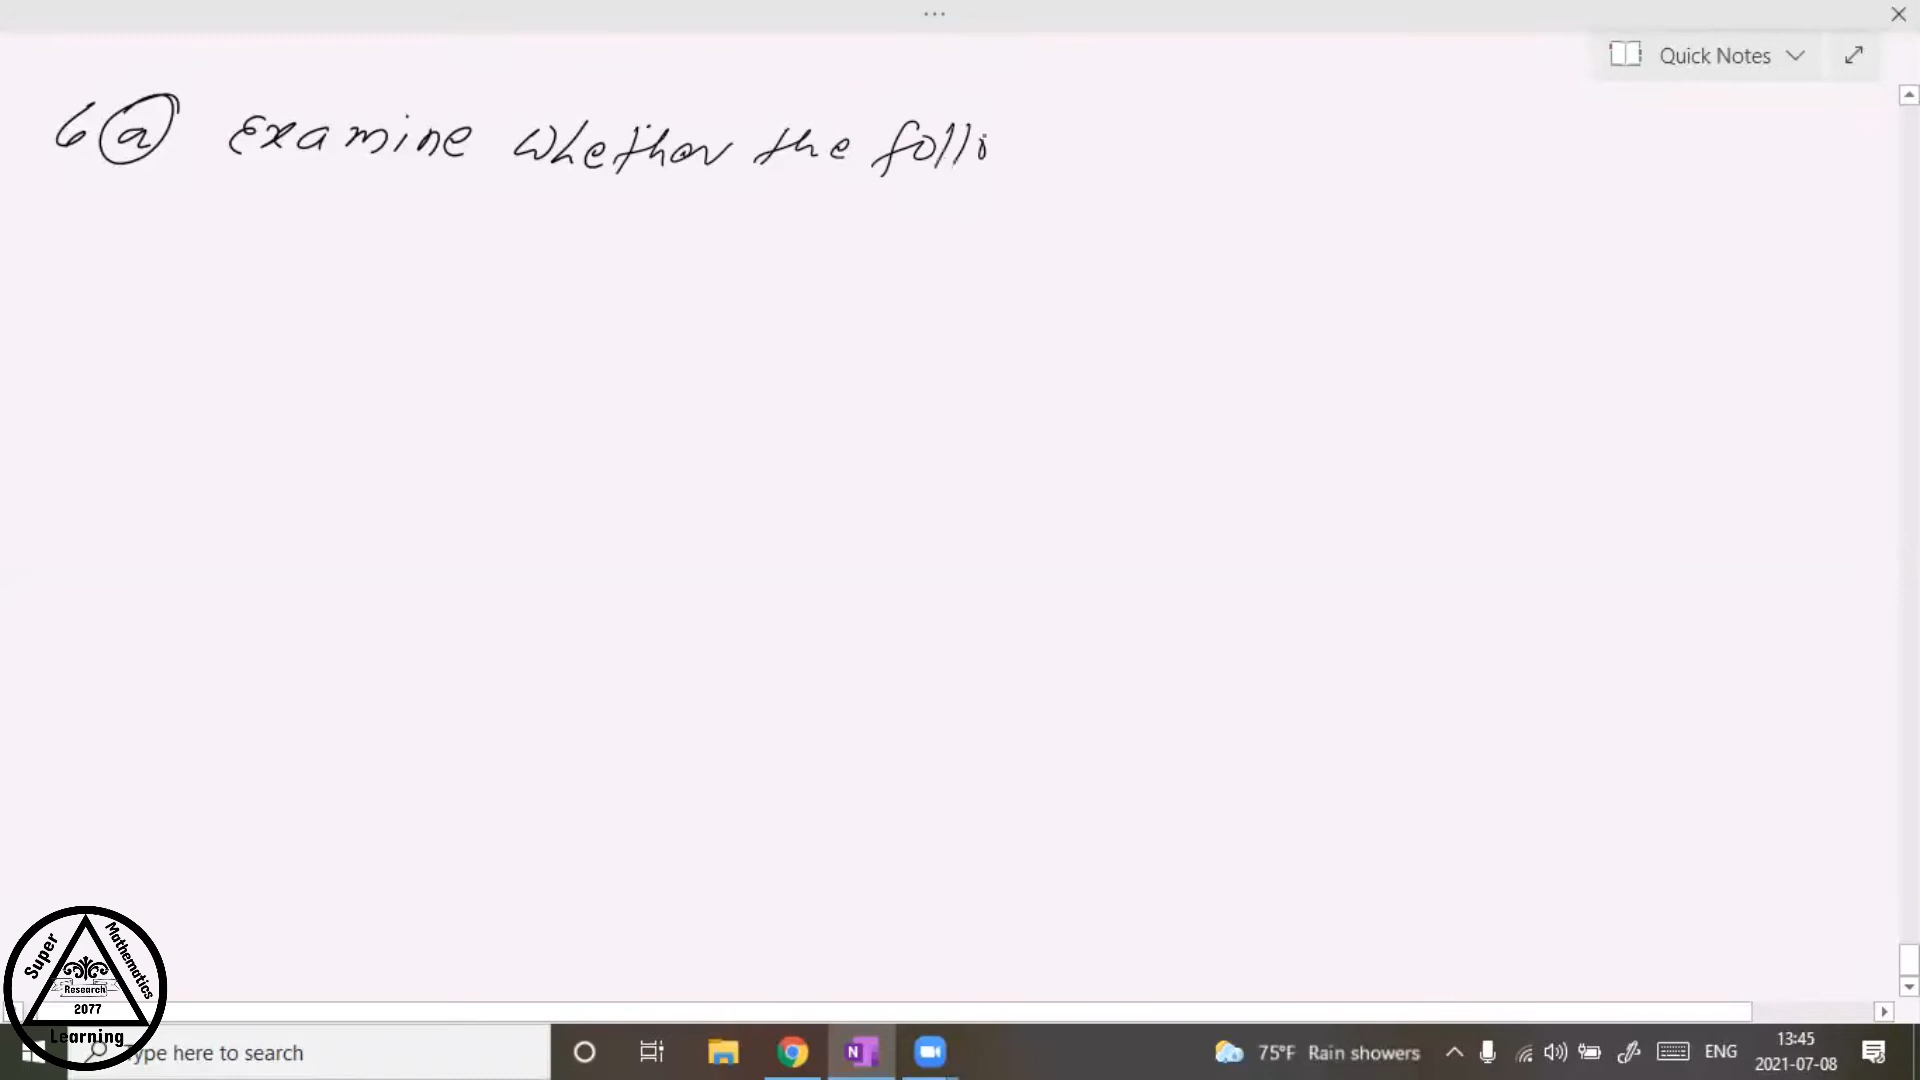 ...
Quick Notes
6 (a) Examine whether the follo
Super Mathematics
Research
2077
Learning
Type here to search
N
75°F Rain showers
ENG
13:45
2021-07-08